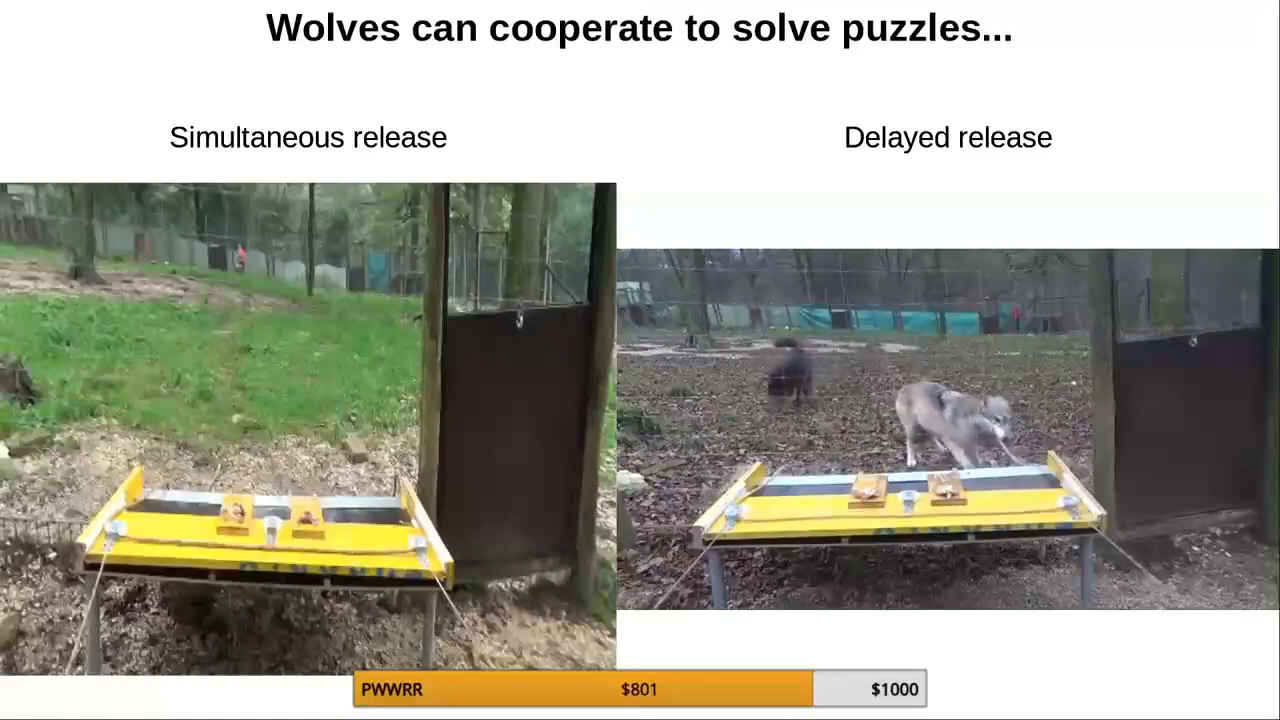 Wolves can cooperate to solve puzzles...
Simultaneous release
Delayed release
PWWRR $801 $1000